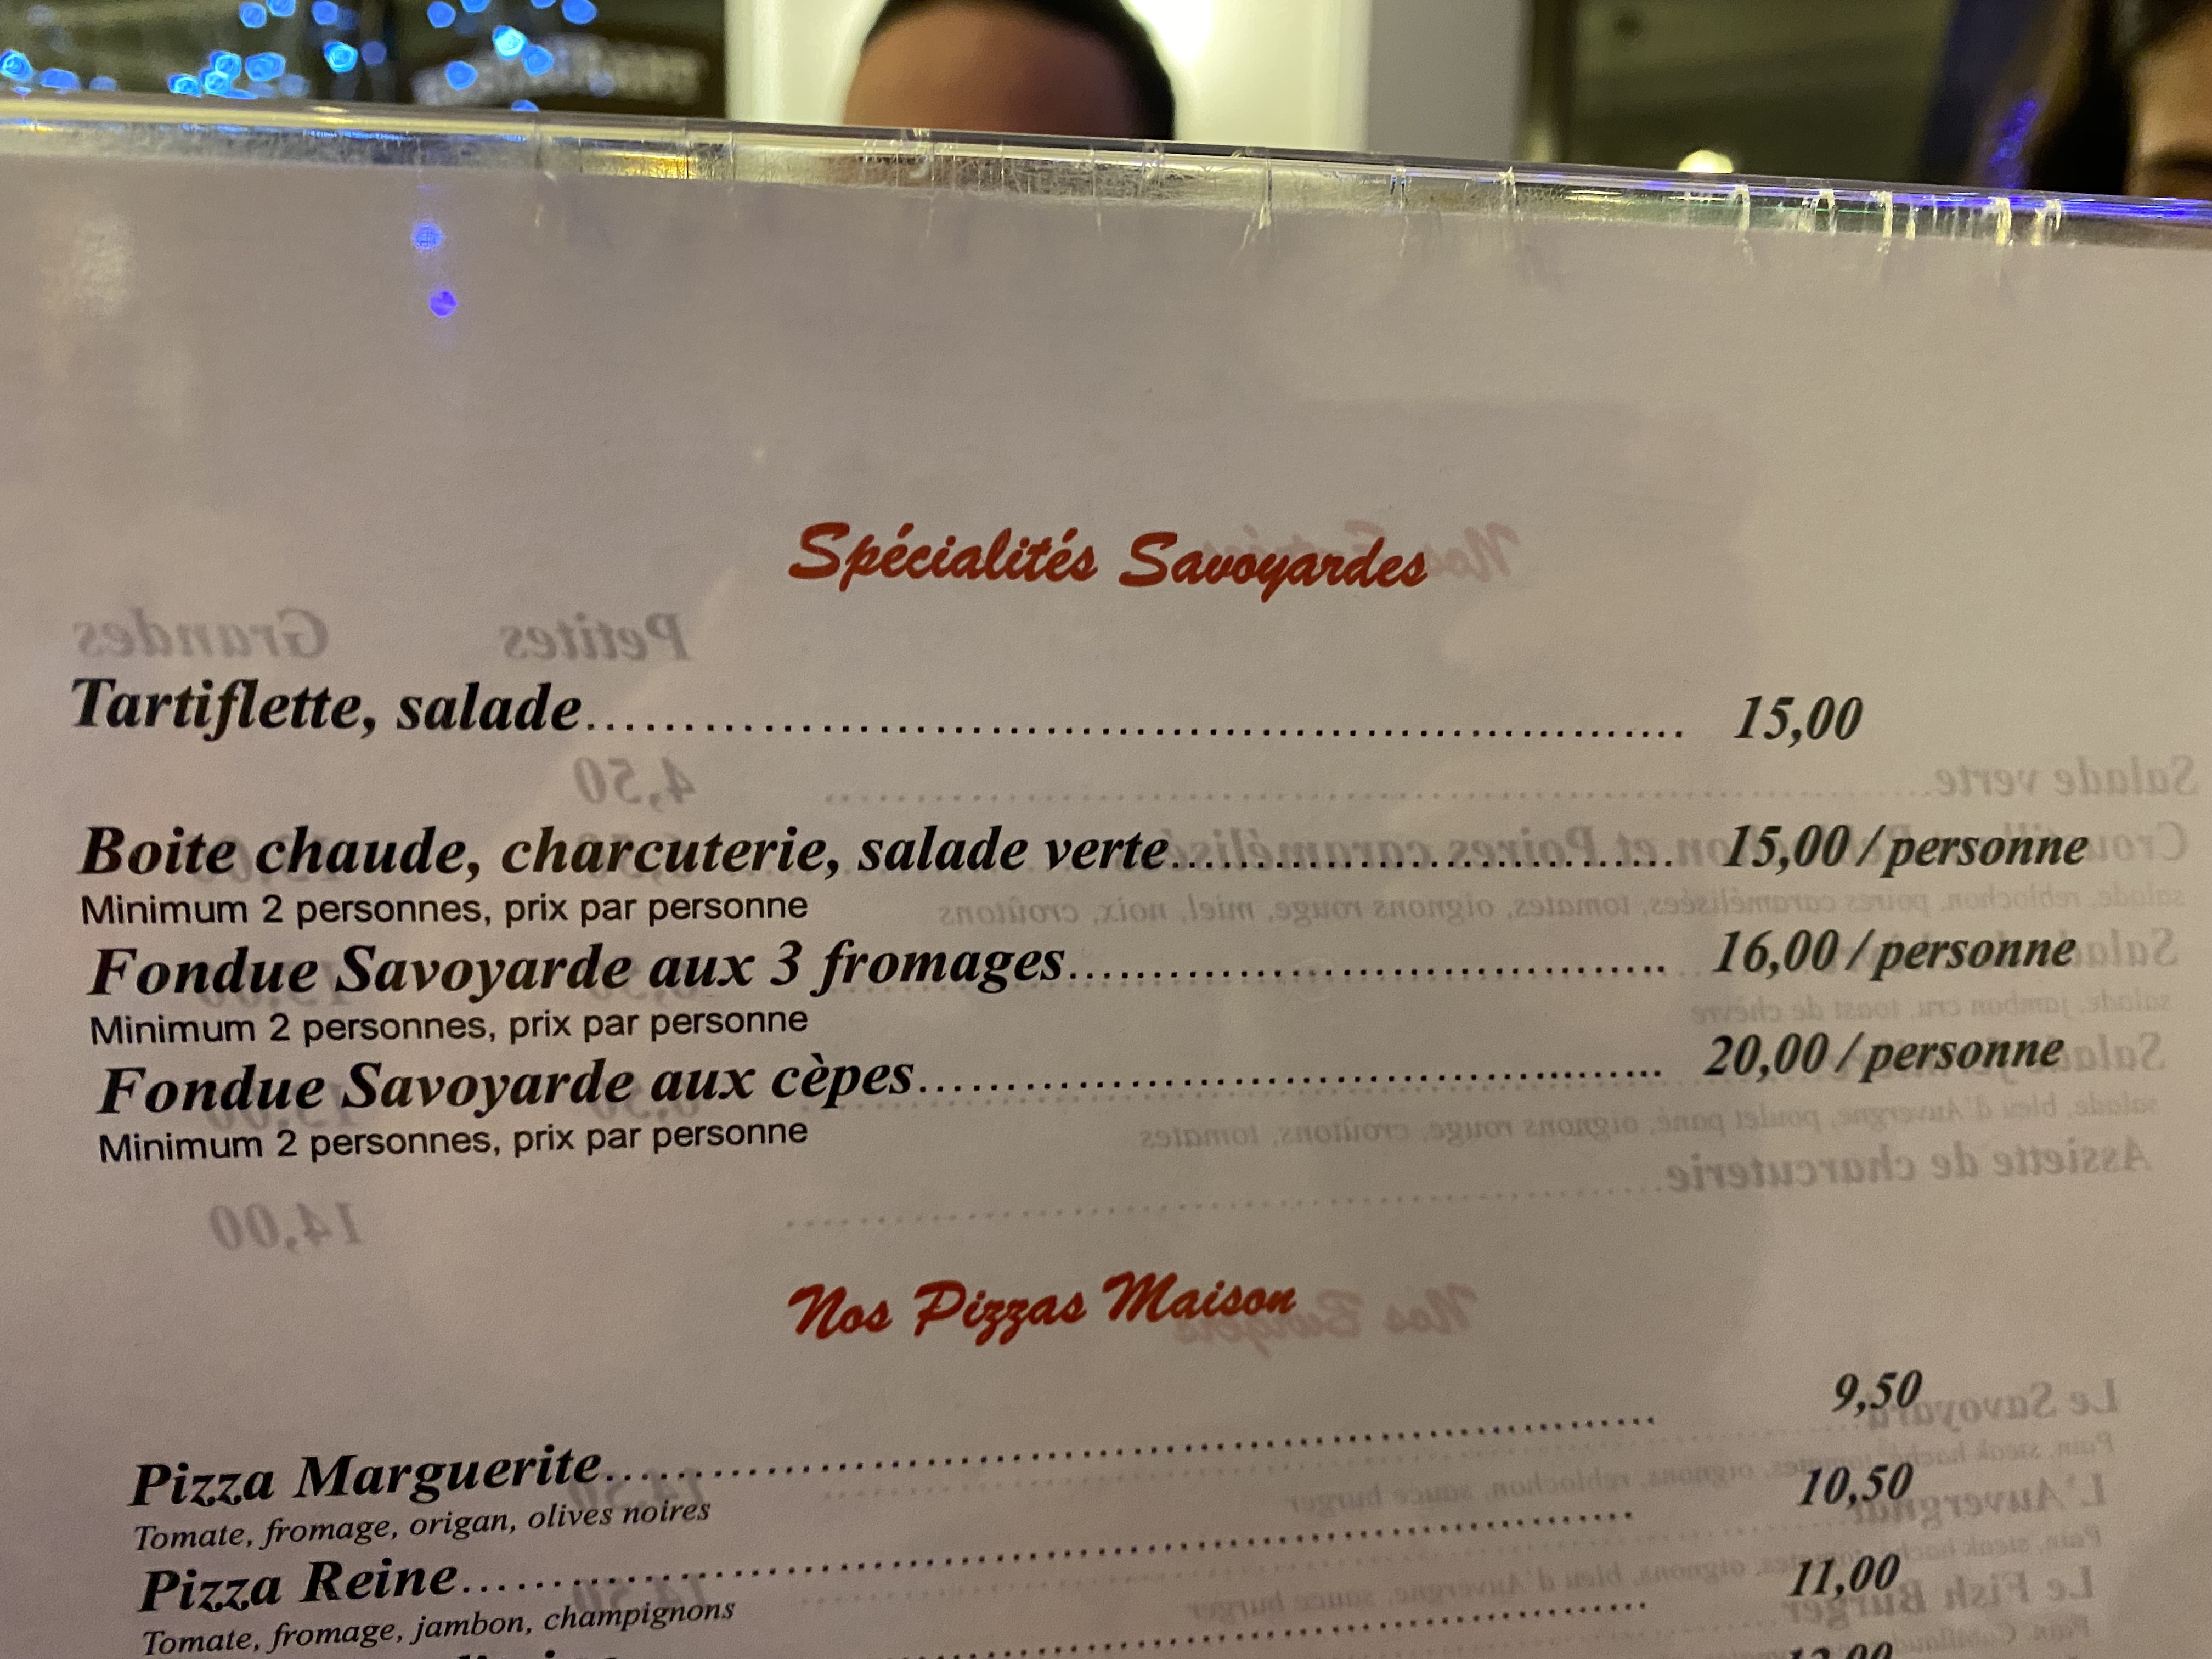 Spécialités Savoyardes
Tartiflette, salade.......... 15,00
Boite chaude, charcuterie, salade verte.......... 15,00 / personne
Minimum 2 personnes, prix par personne
Fondue Savoyarde aux 3 fromages.......... 16,00 / personne
Minimum 2 personnes, prix par personne
Fondue Savoyarde aux cèpes.......... 20,00 / personne
Minimum 2 personnes, prix par personne
Nos Pizzas Maison
Pizza Marguerite.......... 9,50
Tomate, fromage, origan, olives noires
Pizza Reine.......... 10,50
Tomate, fromage, jambon, champignons
11,00